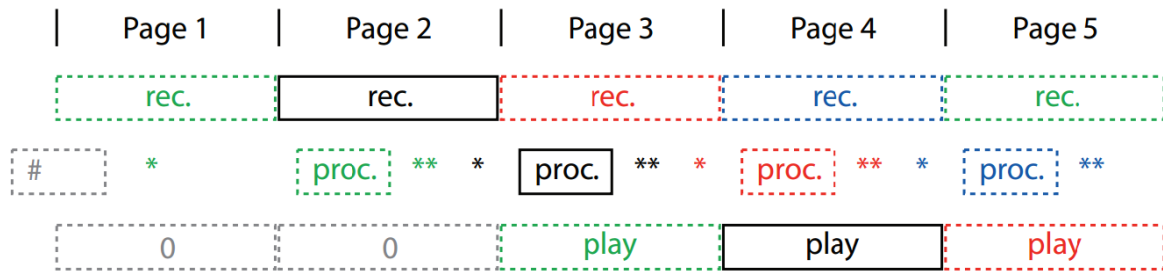 Page 1 Page 2 Page 3 Page 4 Page 5
rec. rec. rec. rec. rec.
# * proc. ** * proc. ** * proc. ** * proc. **
0 0 play play play